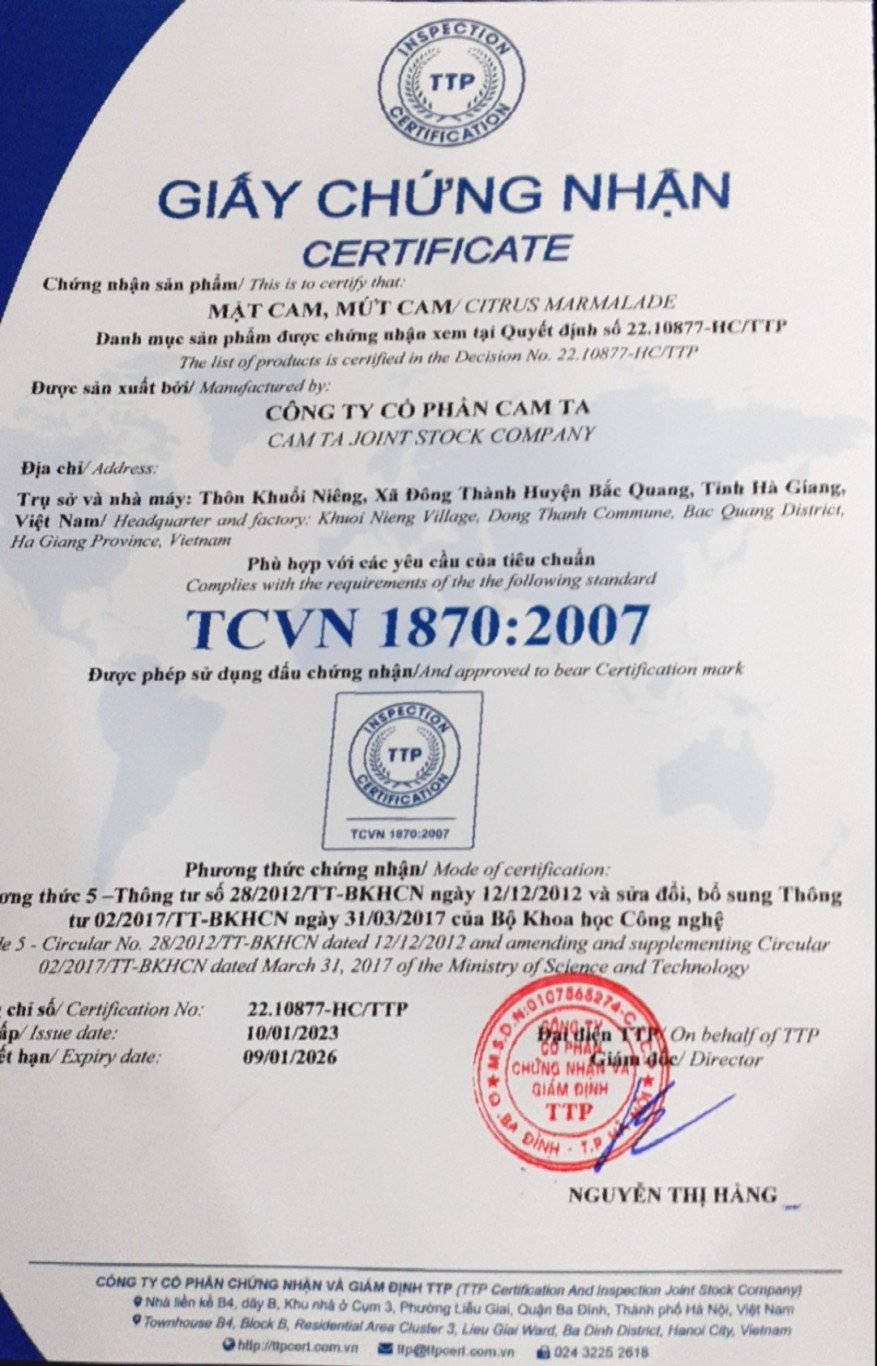 INSPECTION
TTP
CERTIFICATION
GIẤY CHỨNG NHẬN
CERTIFICATE
Chứng nhận sản phẩm/ This is to certify that:
MẬT CAM, MỨT CAM/ CITRUS MARMALADE
Danh mục sản phẩm được chứng nhận xem tại Quyết định số 22.10877-HC/TTP
The list of products is certified in the Decision No. 22.10877-HC/TTP
Được sản xuất bởi/ Manufactured by:
CÔNG TY CỔ PHẦN CAM TA
CAM TA JOINT STOCK COMPANY
Địa chỉ/ Address:
Trụ sở và nhà máy: Thôn Khuổi Niêng, Xã Đông Thành Huyện Bắc Quang, Tỉnh Hà Giang,
Việt Nam/ Headquarter and factory: Khuoi Nieng Village, Dong Thanh Commune, Bac Quang District,
Ha Giang Province, Vietnam
Phù hợp với các yêu cầu của tiêu chuẩn
Complies with the requirements of the the following standard
TCVN 1870:2007
Được phép sử dụng dấu chứng nhận/And approved to bear Certification mark
INSPECTION
TTP
CERTIFICATION
TCVN 1870:2007
Phương thức chứng nhận/ Mode of certification:
ơng thức 5 –Thông tư số 28/2012/TT-BKHCN ngày 12/12/2012 và sửa đổi, bổ sung Thông
tư 02/2017/TT-BKHCN ngày 31/03/2017 của Bộ Khoa học Công nghệ
de 5 - Circular No. 28/2012/TT-BKHCN dated 12/12/2012 and amending and supplementing Circular
02/2017/TT-BKHCN dated March 31, 2017 of the Ministry of Science and Technology
chỉ số/ Certification No: 22.10877-HC/TTP
ấp/ Issue date: 10/01/2023
ết hạn/ Expiry date: 09/01/2026
Đại diện TTP/ On behalf of TTP
Giám đốc/ Director
M.S.D.N:0107565274-C.T.C.P
CÔNG TY
CỔ PHẦN
CHỨNG NHẬN VÀ
GIÁM ĐỊNH
TTP
Q. BA ĐÌNH - T.P HÀ NỘI
NGUYỄN THỊ HẰNG
CÔNG TY CỔ PHẦN CHỨNG NHẬN VÀ GIÁM ĐỊNH TTP (TTP Certification And Inspection Joint Stock Company)
Nhà liền kề B4, dãy B, Khu nhà ở Cụm 3, Phường Liễu Giai, Quận Ba Đình, Thành phố Hà Nội, Việt Nam
Townhouse B4, Block B, Residential Area Cluster 3, Lieu Giai Ward, Ba Dinh District, Hanoi City, Vietnam
http://ttpcert.com.vn ttp@ttpcert.com.vn 024 3225 2618